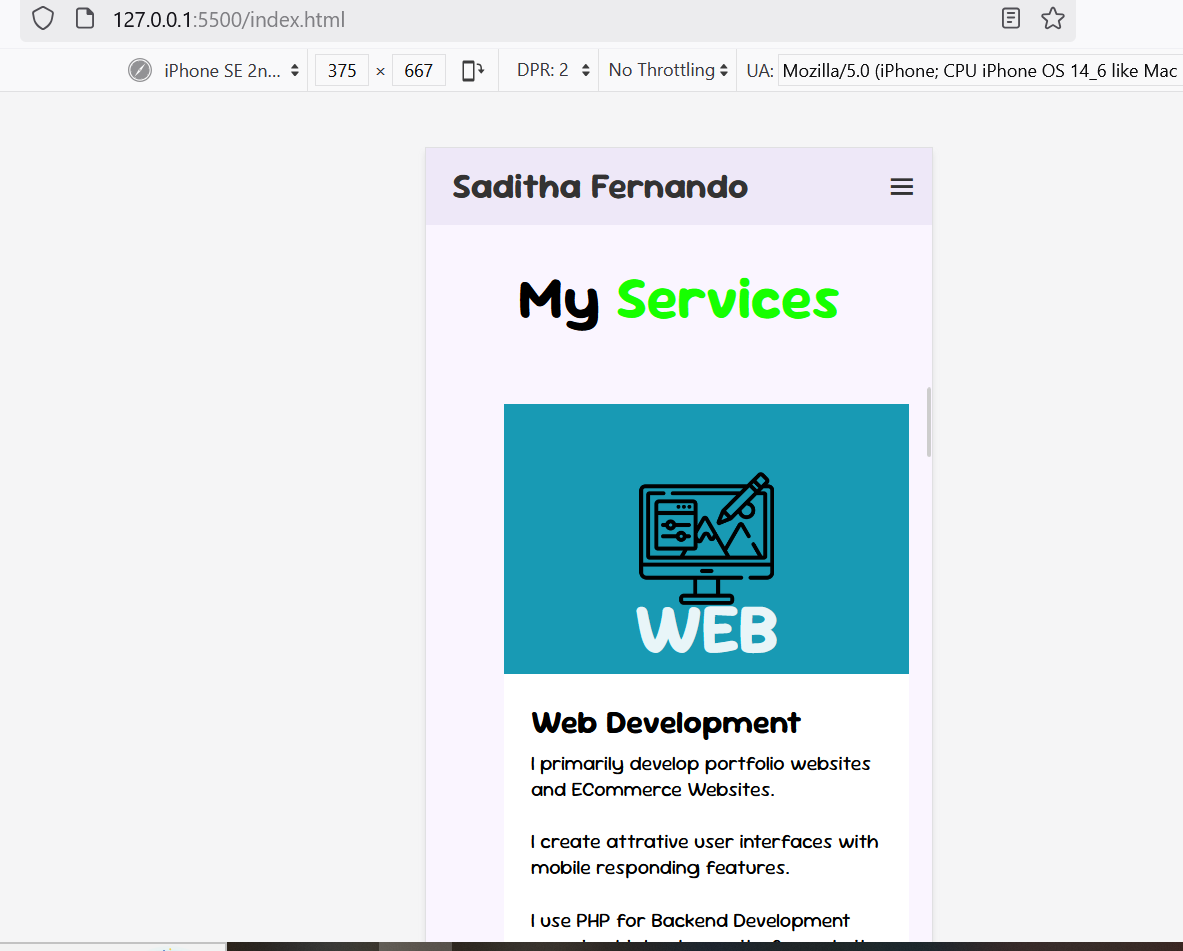 127.0.0.1:5500/index.html
iPhone SE 2n... 375 × 667 DPR: 2 No Throttling UA: Mozilla/5.0 (iPhone; CPU iPhone OS 14_6 like Mac
Saditha Fernando
My Services
WEB
Web Development
I primarily develop portfolio websites
and ECommerce Websites.
I create attrative user interfaces with
mobile responding features.
I use PHP for Backend Development